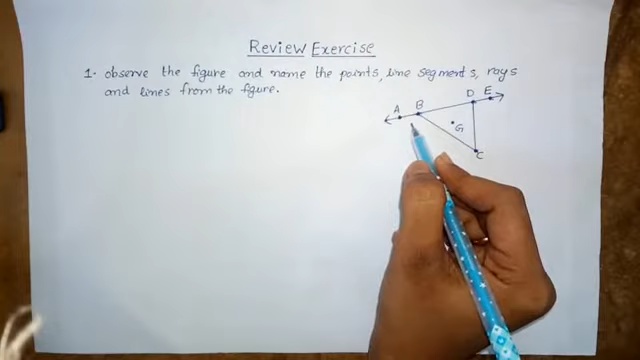 Review Exercise
1. observe the figure and name the points, line segments, rays
and lines from the figure.
A B D E
G
C